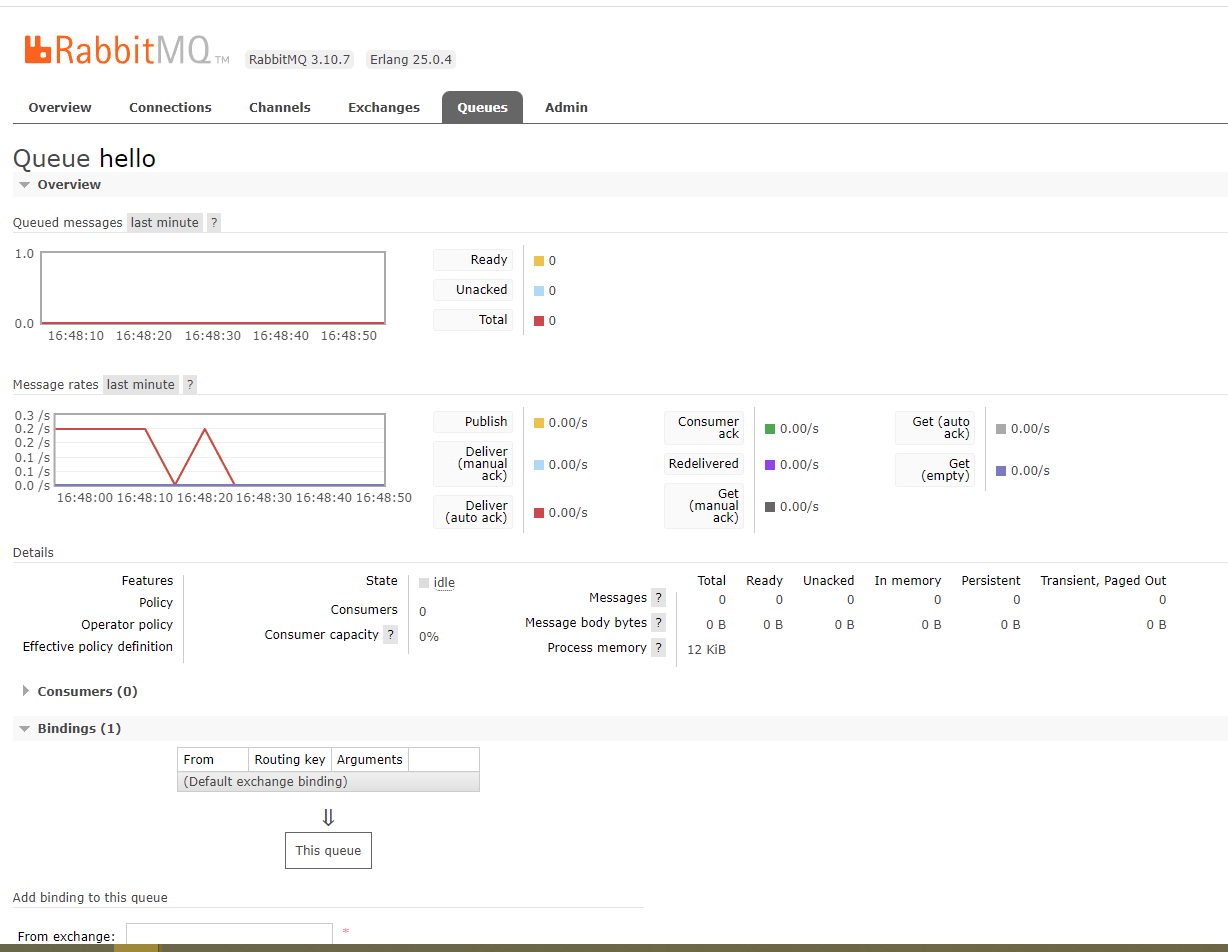 RabbitMQ TM RabbitMQ 3.10.7 Erlang 25.0.4
Overview Connections Channels Exchanges Queues Admin
Queue hello
Overview
Queued messages last minute ?
1.0
0.0
16:48:10 16:48:20 16:48:30 16:48:40 16:48:50
Ready 0
Unacked 0
Total 0
Message rates last minute ?
0.3 /s
0.2 /s
0.2 /s
0.1 /s
0.1 /s
0.0 /s
16:48:00 16:48:10 16:48:20 16:48:30 16:48:40 16:48:50
Publish 0.00/s
Deliver
(manual 0.00/s
ack)
Deliver
(auto ack) 0.00/s
Consumer
ack 0.00/s
Redelivered 0.00/s
Get
(manual 0.00/s
ack)
Get (auto
ack) 0.00/s
Get
(empty) 0.00/s
Details
Features
Policy
Operator policy
Effective policy definition
State idle
Consumers 0
Consumer capacity ? 0%
Total Ready Unacked In memory Persistent Transient, Paged Out
Messages ? 0 0 0 0 0 0
Message body bytes ? 0 B 0 B 0 B 0 B 0 B 0 B
Process memory ? 12 KiB
Consumers (0)
Bindings (1)
From Routing key Arguments
(Default exchange binding)
⇓
This queue
Add binding to this queue
From exchange: *